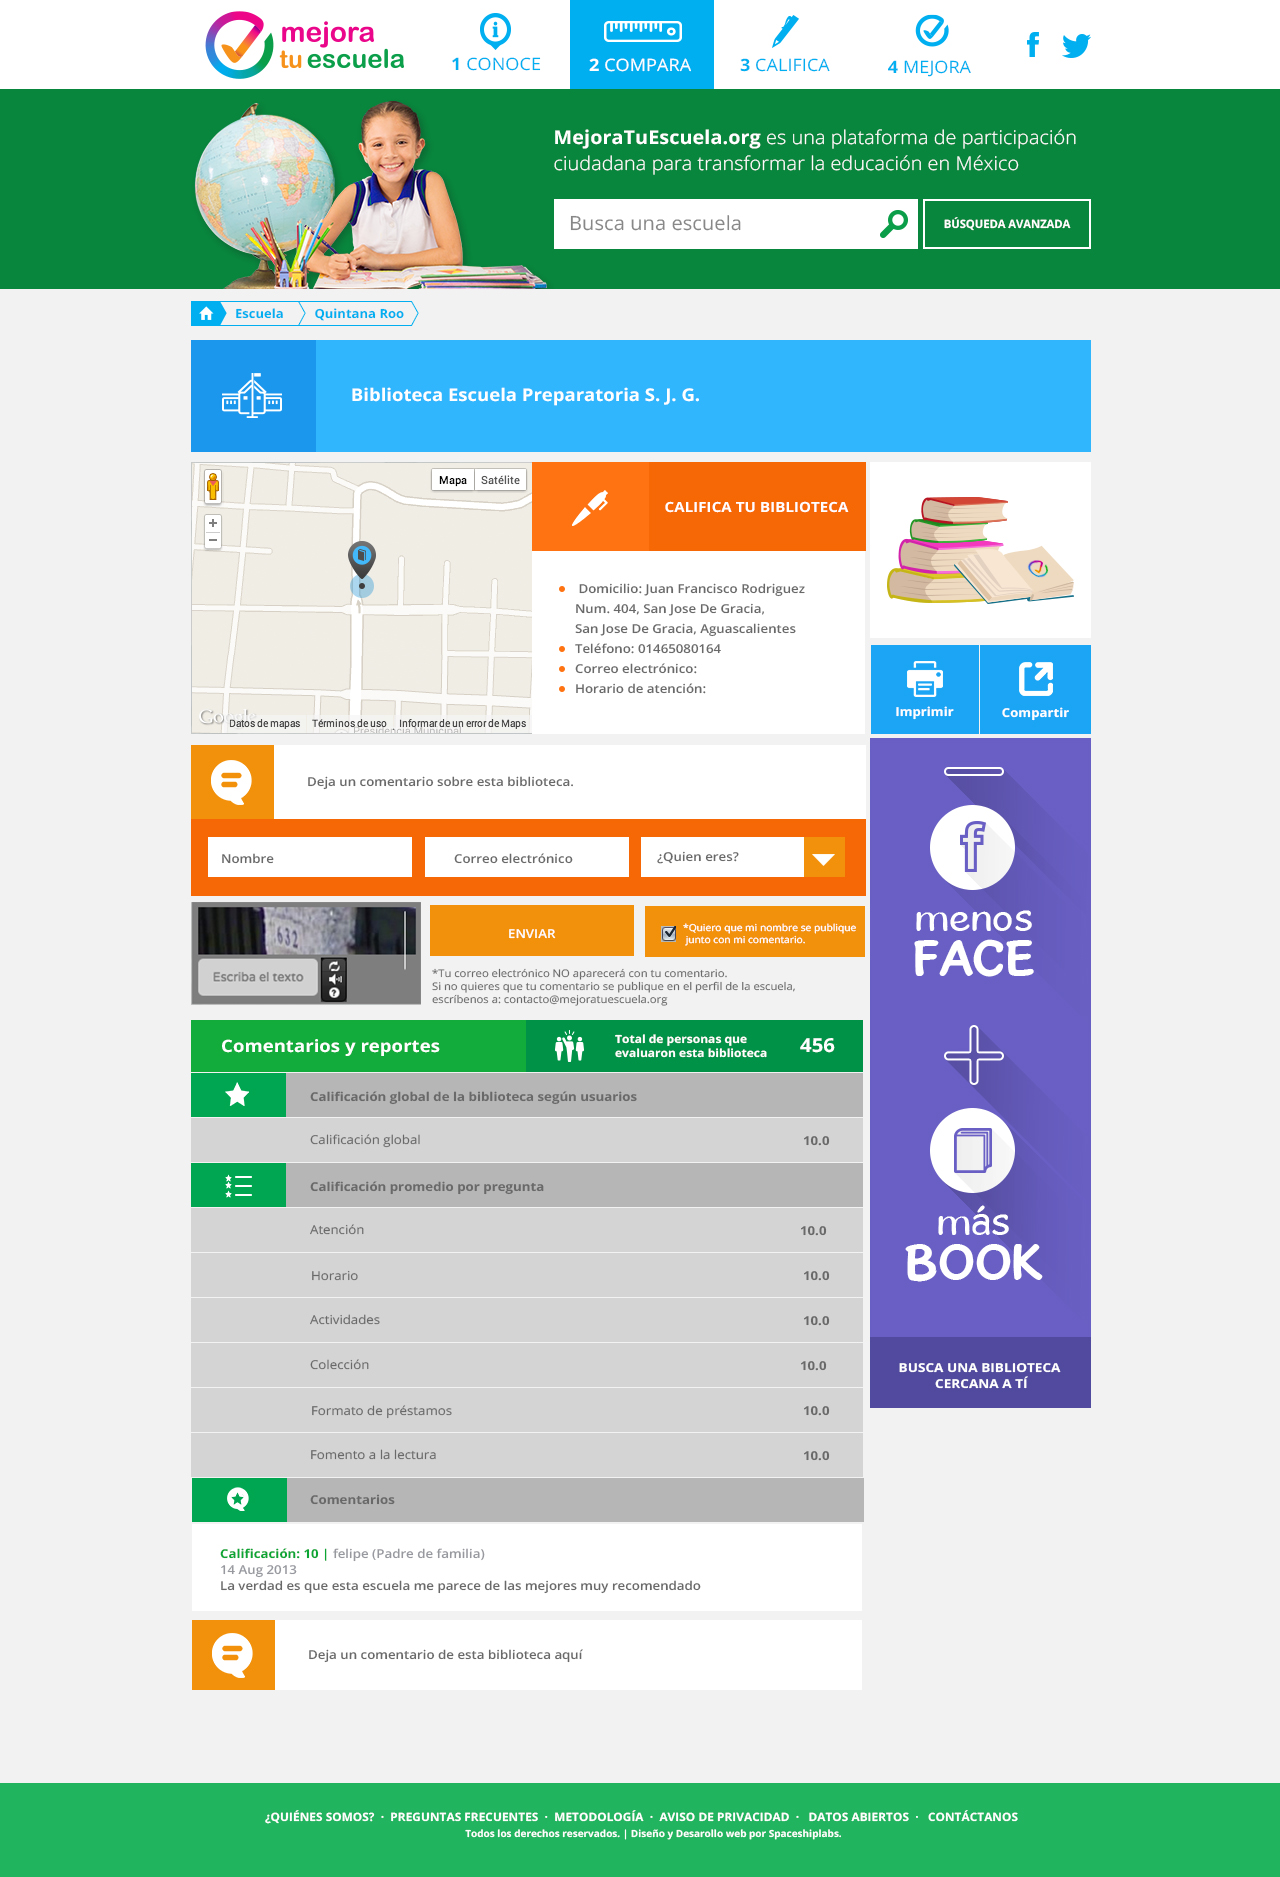 mejora
tu escuela
1 CONOCE
2 COMPARA
3 CALIFICA
4 MEJORA
MejoraTuEscuela.org es una plataforma de participación
ciudadana para transformar la educación en México
Busca una escuela
BÚSQUEDA AVANZADA
Escuela
Quintana Roo
Biblioteca Escuela Preparatoria S. J. G.
Mapa
Satélite
Google
Datos de mapas
Términos de uso
Informar de un error de Maps
Presidencia Municipal
CALIFICA TU BIBLIOTECA
Domicilio: Juan Francisco Rodriguez
Num. 404, San Jose De Gracia,
San Jose De Gracia, Aguascalientes
Teléfono: 01465080164
Correo electrónico:
Horario de atención:
Imprimir
Compartir
Deja un comentario sobre esta biblioteca.
Nombre
Correo electrónico
¿Quien eres?
632
Escriba el texto
ENVIAR
*Quiero que mi nombre se publique
junto con mi comentario.
*Tu correo electrónico NO aparecerá con tu comentario.
Si no quieres que tu comentario se publique en el perfil de la escuela,
escríbenos a: contacto@mejoratuescuela.org
menos
FACE
más
BOOK
BUSCA UNA BIBLIOTECA
CERCANA A TÍ
Comentarios y reportes
Total de personas que
evaluaron esta biblioteca
456
Calificación global de la biblioteca según usuarios
Calificación global 10.0
Calificación promedio por pregunta
Atención 10.0
Horario 10.0
Actividades 10.0
Colección 10.0
Formato de préstamos 10.0
Fomento a la lectura 10.0
Comentarios
Calificación: 10 | felipe (Padre de familia)
14 Aug 2013
La verdad es que esta escuela me parece de las mejores muy recomendado
Deja un comentario de esta biblioteca aquí
¿QUIÉNES SOMOS? · PREGUNTAS FRECUENTES · METODOLOGÍA · AVISO DE PRIVACIDAD · DATOS ABIERTOS · CONTÁCTANOS
Todos los derechos reservados. | Diseño y Desarollo web por Spaceshiplabs.